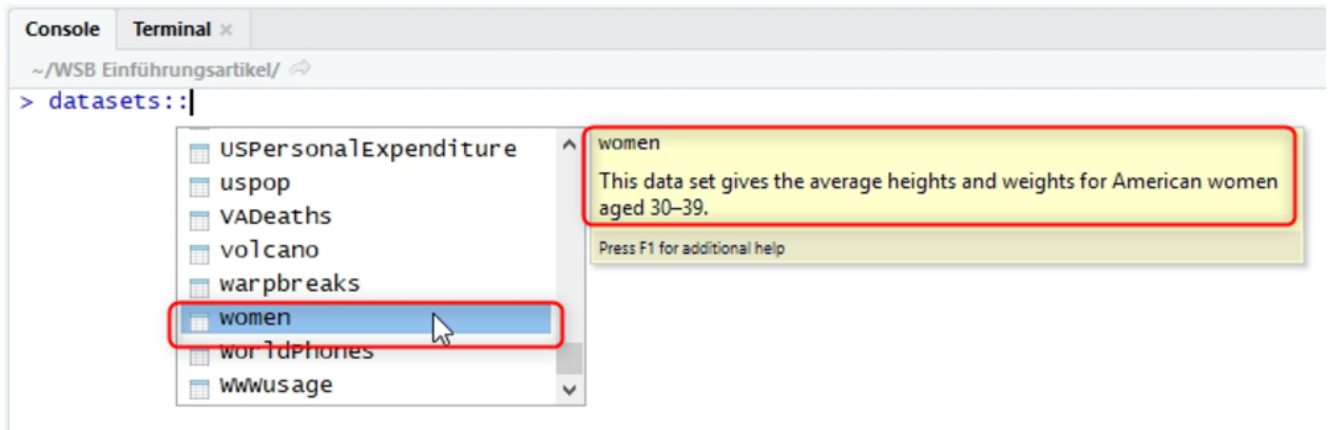 Console Terminal ×
~/WSB Einführungsartikel/
> datasets::
USPersonalExpenditure
uspop
VADeaths
volcano
warpbreaks
women
WorldPhones
WWWusage
women
This data set gives the average heights and weights for American women
aged 30–39.
Press F1 for additional help